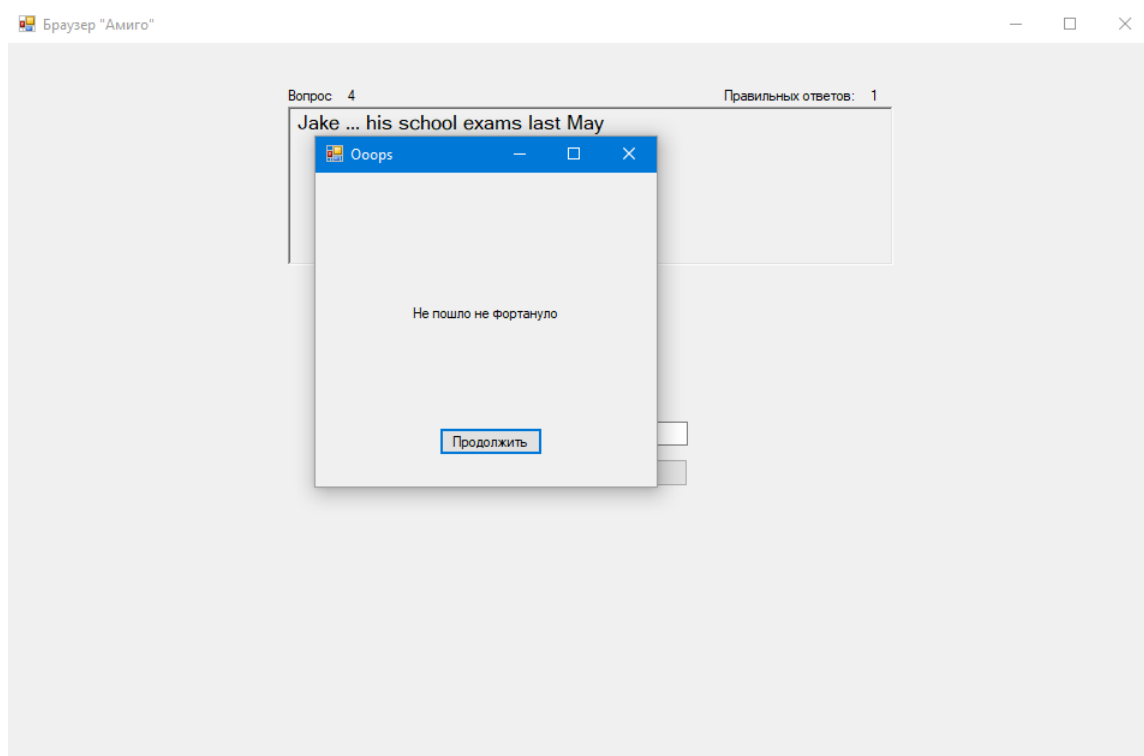 Браузер "Амиго"
Вопрос 4 Правильных ответов: 1
Jake ... his school exams last May
Ooops
Не пошло не фортануло
Продолжить